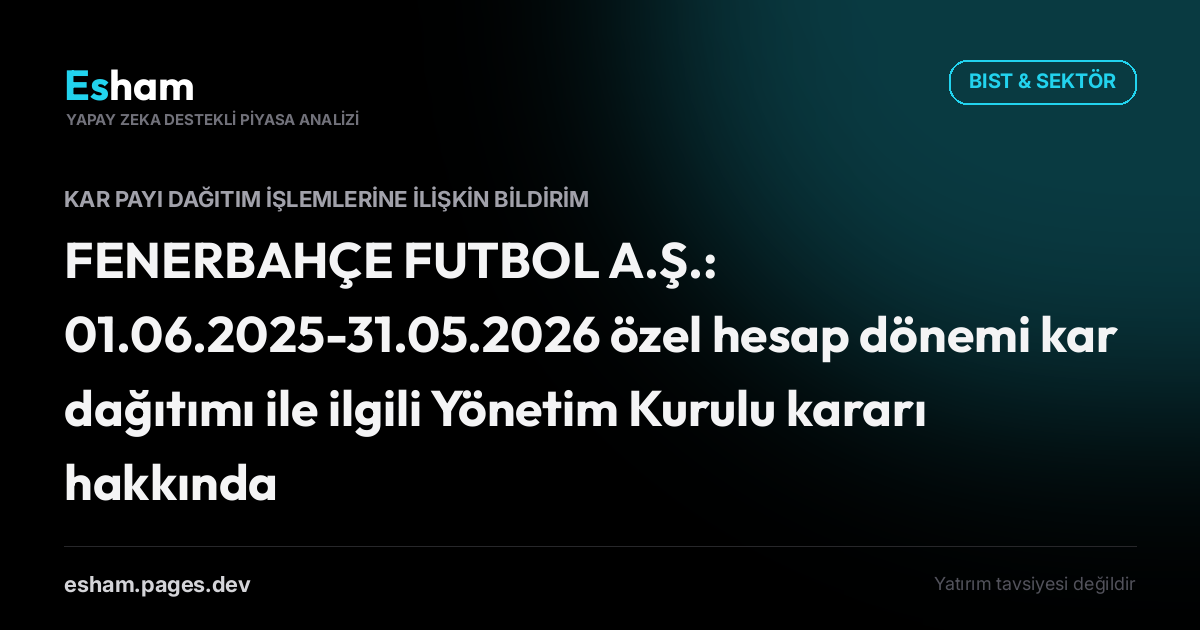 Esham
BIST & SEKTÖR
YAPAY ZEKA DESTEKLİ PİYASA ANALİZİ
KAR PAYI DAĞITIM İŞLEMLERİNE İLİŞKİN BİLDİRİM
FENERBAHÇE FUTBOL A.Ş.:
01.06.2025-31.05.2026 özel hesap dönemi kar
dağıtımı ile ilgili Yönetim Kurulu kararı
hakkında
esham.pages.dev
Yatırım tavsiyesi değildir